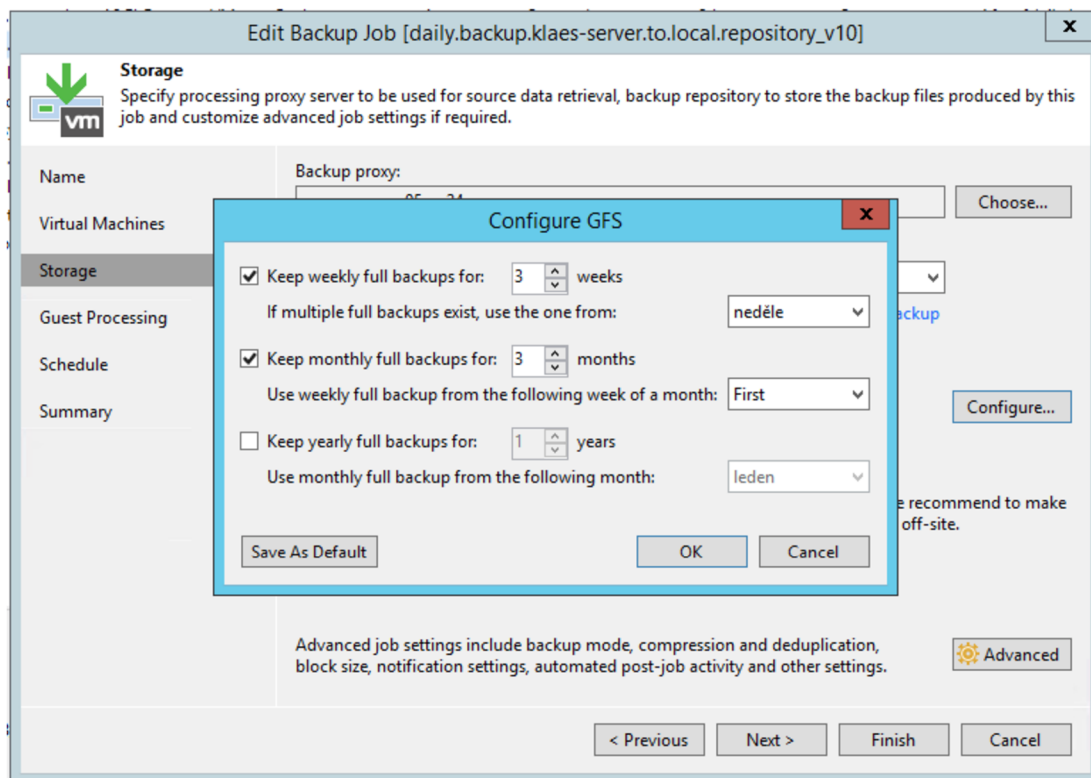 Edit Backup Job [daily.backup.klaes-server.to.local.repository_v10]
x
Storage
Specify processing proxy server to be used for source data retrieval, backup repository to store the backup files produced by this
job and customize advanced job settings if required.
vm
Name
Virtual Machines
Storage
Guest Processing
Schedule
Summary
Backup proxy:
Choose...
Configure GFS
x
Keep weekly full backups for: 3 weeks
If multiple full backups exist, use the one from: neděle
Keep monthly full backups for: 3 months
Use weekly full backup from the following week of a month: First
Keep yearly full backups for: 1 years
Use monthly full backup from the following month: leden
Save As Default
OK
Cancel
ackup
Configure...
e recommend to make
off-site.
Advanced job settings include backup mode, compression and deduplication,
block size, notification settings, automated post-job activity and other settings.
Advanced
< Previous
Next >
Finish
Cancel